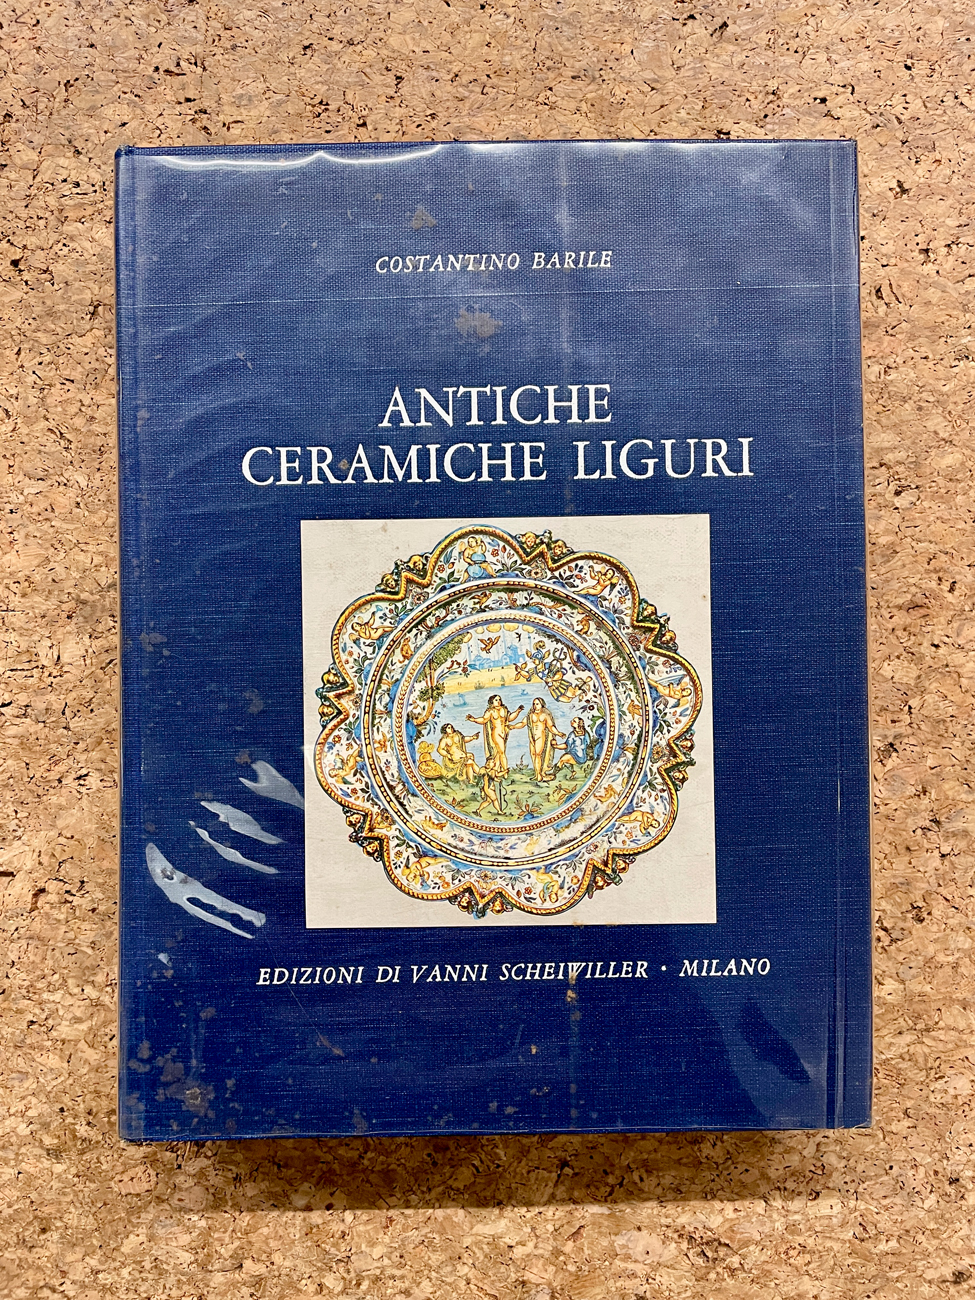 COSTANTINO BARILE
ANTICHE
CERAMICHE LIGURI
EDIZIONI DI VANNI SCHEIWILLER · MILANO